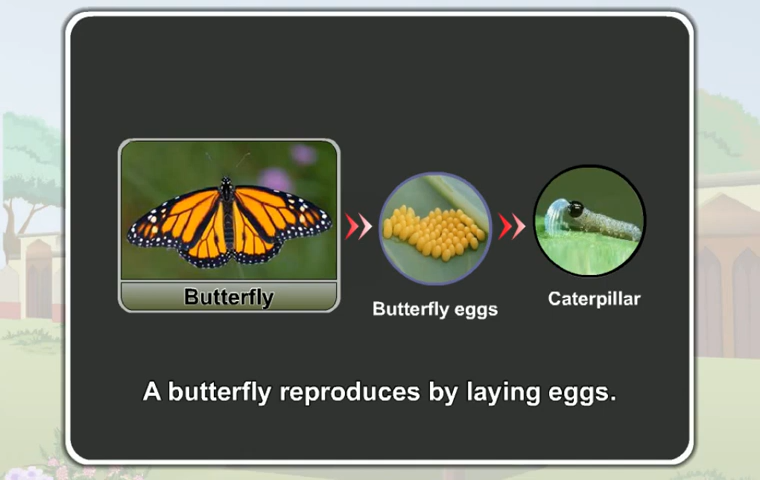 Butterfly
Butterfly eggs
Caterpillar
A butterfly reproduces by laying eggs.